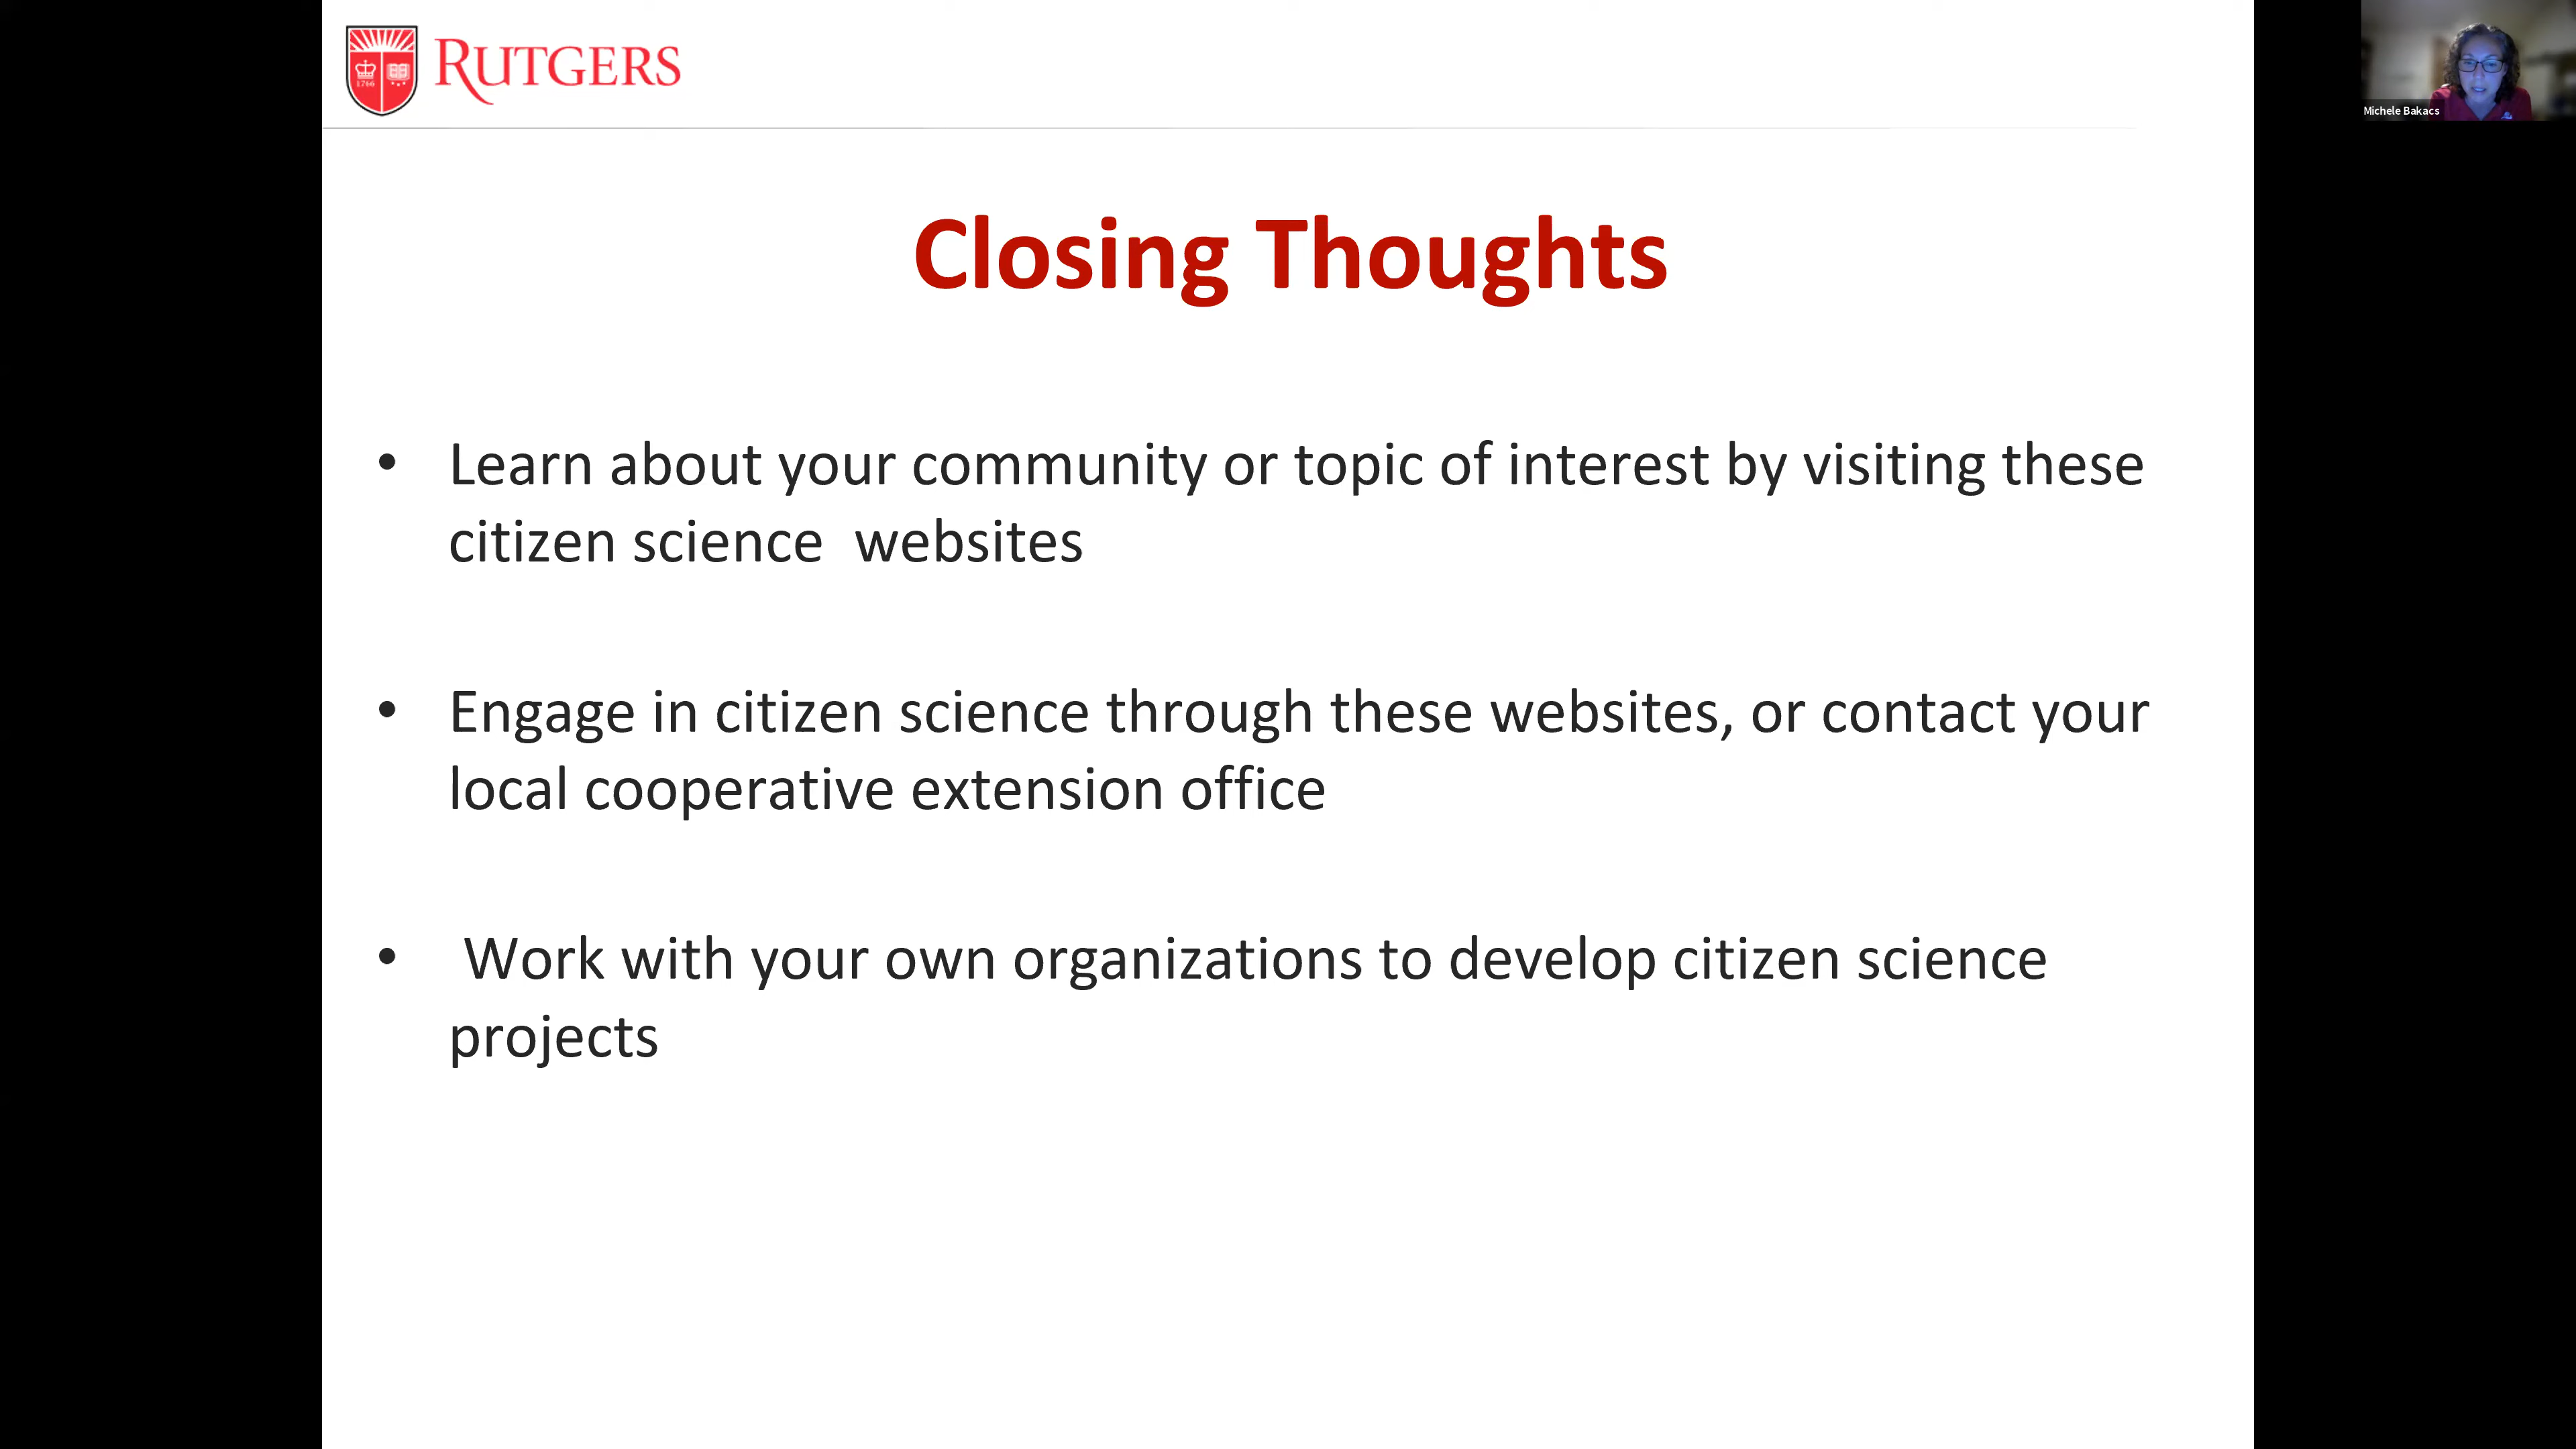 1766
RUTGERS
Michele Bakacs
Closing Thoughts
• Learn about your community or topic of interest by visiting these
citizen science  websites
• Engage in citizen science through these websites, or contact your
local cooperative extension office
•  Work with your own organizations to develop citizen science
projects